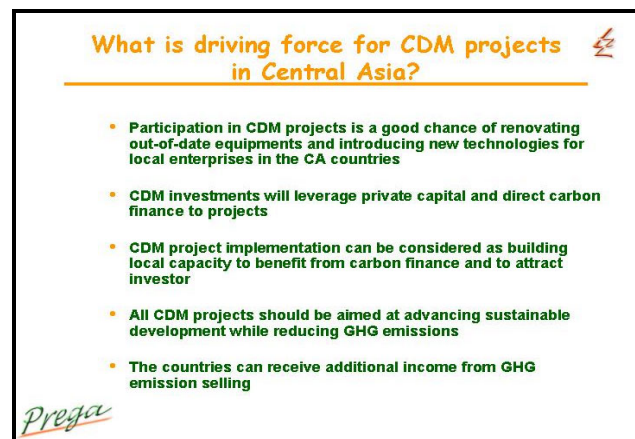 What is driving force for CDM projects
in Central Asia?
• Participation in CDM projects is a good chance of renovating
out-of-date equipments and introducing new technologies for
local enterprises in the CA countries
• CDM investments will leverage private capital and direct carbon
finance to projects
• CDM project implementation can be considered as building
local capacity to benefit from carbon finance and to attract
investor
• All CDM projects should be aimed at advancing sustainable
development while reducing GHG emissions
• The countries can receive additional income from GHG
emission selling
Prega